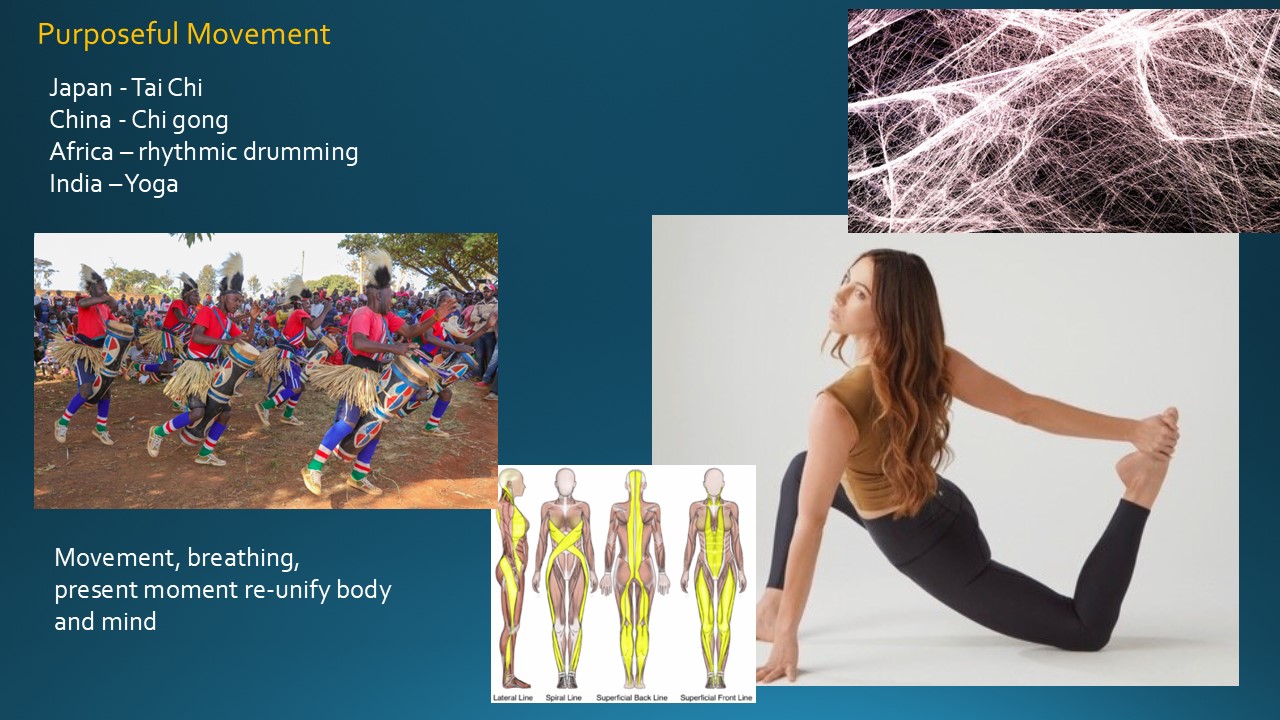 Purposeful Movement
Japan - Tai Chi
China - Chi gong
Africa – rhythmic drumming
India – Yoga
Movement, breathing,
present moment re-unify body
and mind
Lateral Line Spiral Line Superficial Back Line Superficial Front Line